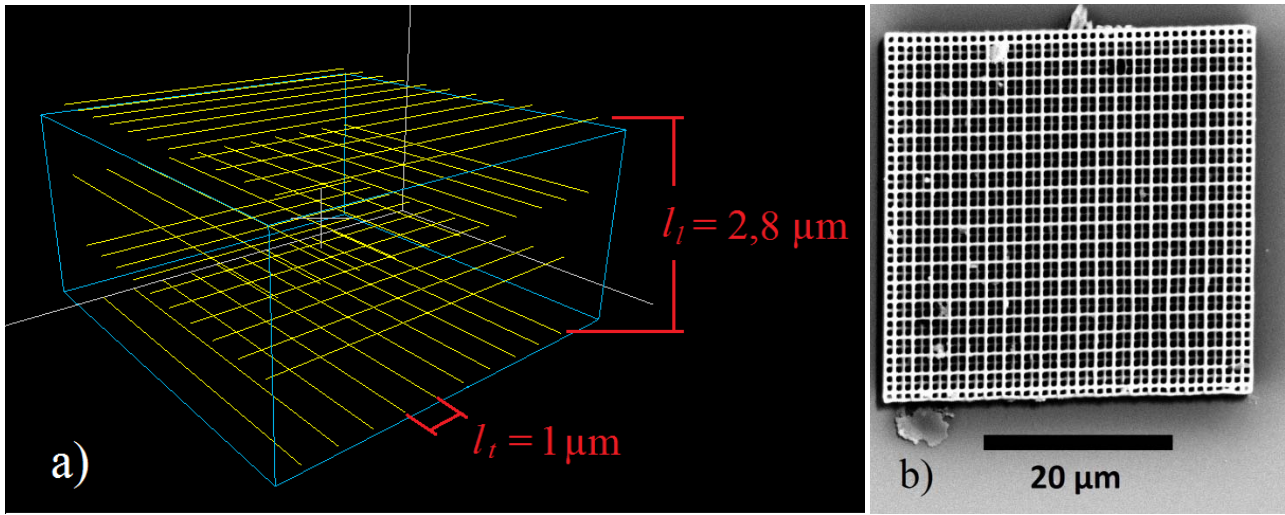 l_l = 2,8 µm
l_t = 1 µm
a)
b)
20 µm